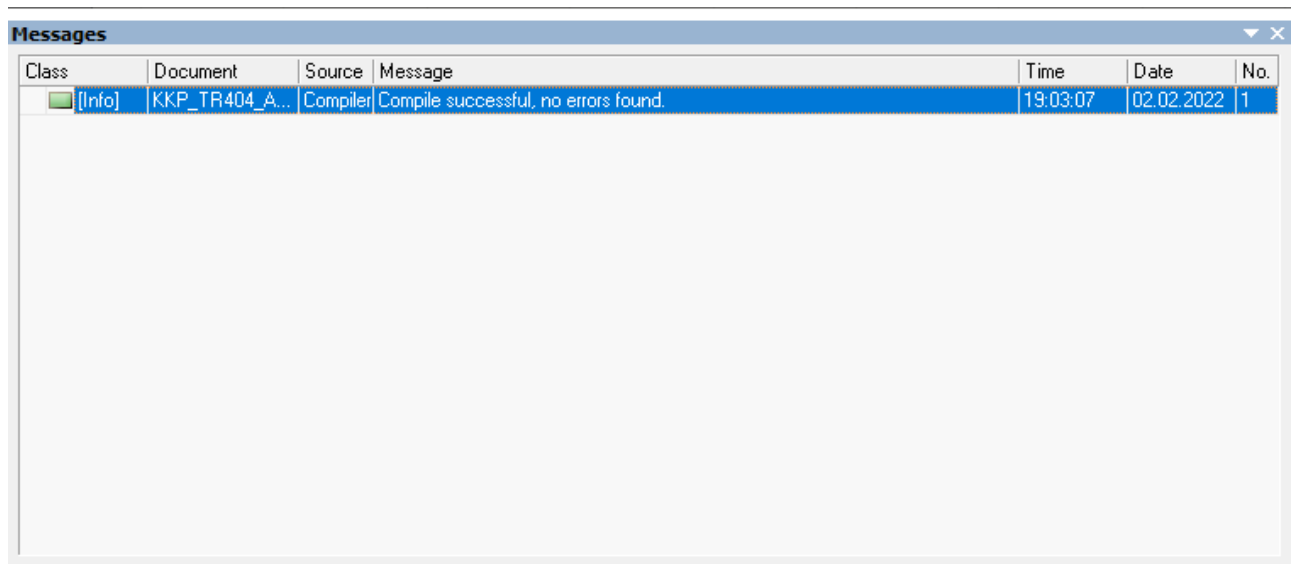 Messages
Class Document Source Message Time Date No.
[Info] KKP_TR404_A... Compiler Compile successful, no errors found. 19:03:07 02.02.2022 1